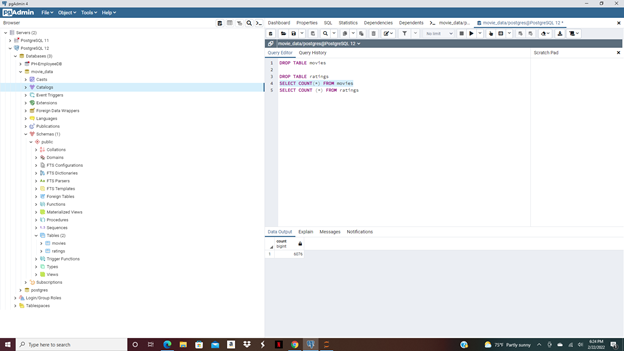 pgAdmin 4
pgAdmin
File
Object
Tools
Help
Browser
Dashboard
Properties
SQL
Statistics
Dependencies
Dependents
movie_data/p...
movie_data/postgres@PostgreSQL 12 *
Servers (2)
PostgreSQL 11
PostgreSQL 12
Databases (3)
PH-EmployeeDB
movie_data
Casts
Catalogs
Event Triggers
Extensions
Foreign Data Wrappers
Languages
Publications
Schemas (1)
public
Collations
Domains
FTS Configurations
FTS Dictionaries
FTS Parsers
FTS Templates
Foreign Tables
Functions
Materialized Views
Procedures
Sequences
Tables (2)
movies
ratings
Trigger Functions
Types
Views
Subscriptions
postgres
Login/Group Roles
Tablespaces
No limit
movie_data/postgres@PostgreSQL 12
Query Editor
Query History
Scratch Pad
1 DROP TABLE movies
2
3 DROP TABLE ratings
4 SELECT COUNT(*) FROM movies
5 SELECT COUNT (*) FROM ratings
Data Output
Explain
Messages
Notifications
count
bigint
1
Type here to search
75°F Partly sunny
2/22/2022